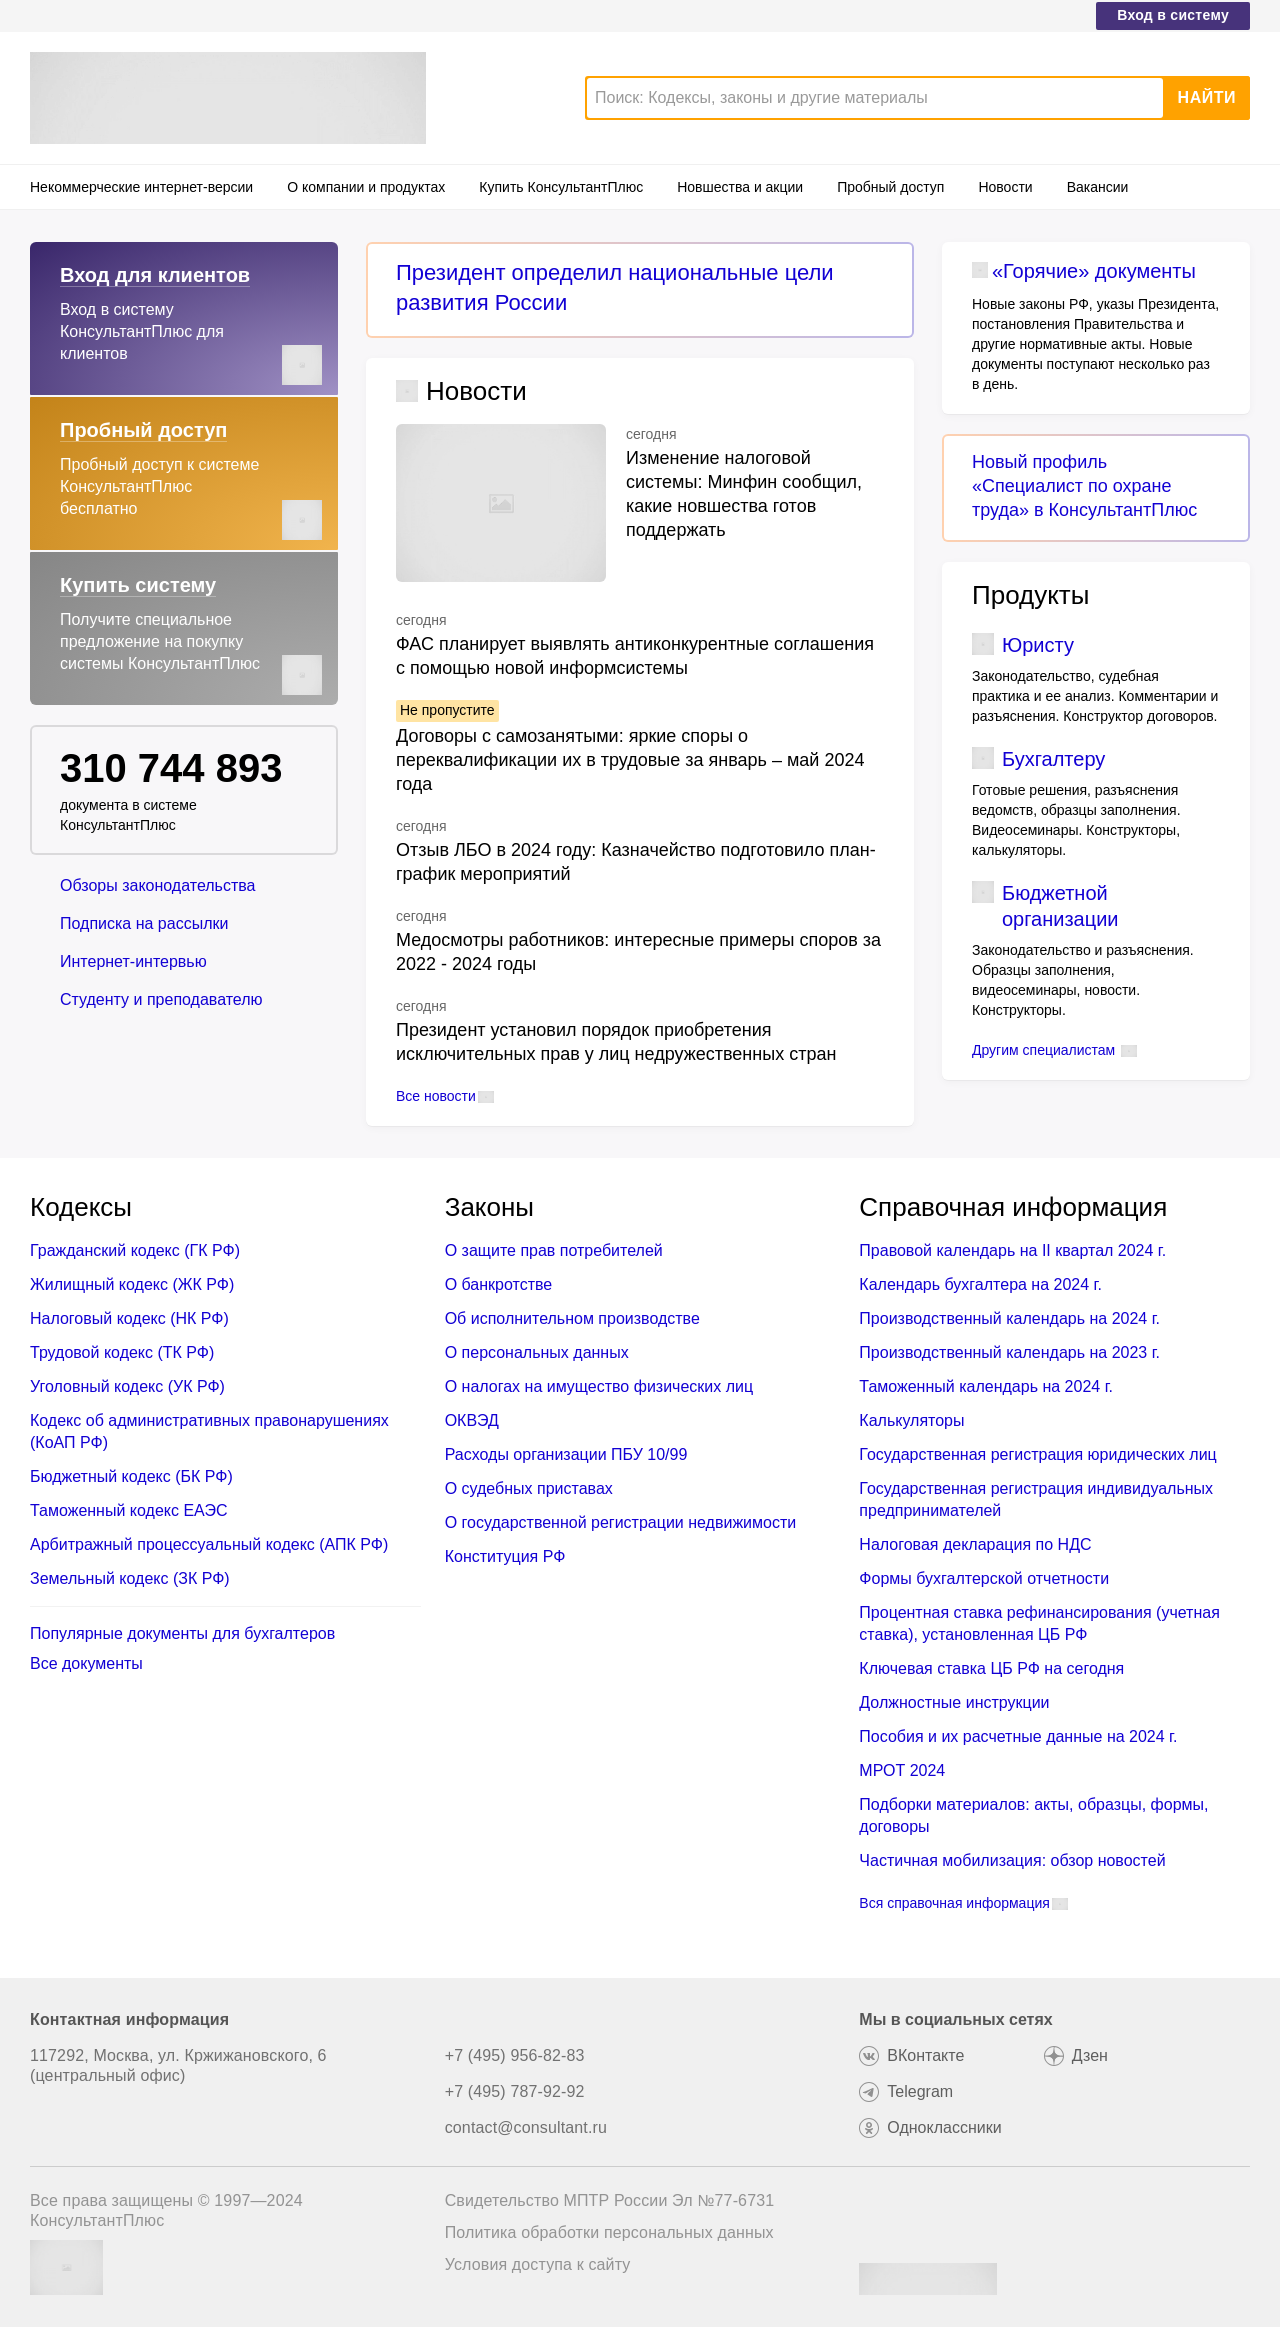 Вход в систему
Поиск: Кодексы, законы и другие материалы
НАЙТИ
Некоммерческие интернет-версии
О компании и продуктах
Купить КонсультантПлюс
Новшества и акции
Пробный доступ
Новости
Вакансии
Вход для клиентов
Вход в систему
КонсультантПлюс для
клиентов
Пробный доступ
Пробный доступ к системе
КонсультантПлюс
бесплатно
Купить систему
Получите специальное
предложение на покупку
системы КонсультантПлюс
310 744 893
документа в системе
КонсультантПлюс
Обзоры законодательства
Подписка на рассылки
Интернет-интервью
Студенту и преподавателю
Президент определил национальные цели
развития России
Новости
сегодня
Изменение налоговой
системы: Минфин сообщил,
какие новшества готов
поддержать
сегодня
ФАС планирует выявлять антиконкурентные соглашения
с помощью новой информсистемы
Не пропустите
Договоры с самозанятыми: яркие споры о
переквалификации их в трудовые за январь – май 2024
года
сегодня
Отзыв ЛБО в 2024 году: Казначейство подготовило план-
график мероприятий
сегодня
Медосмотры работников: интересные примеры споров за
2022 - 2024 годы
сегодня
Президент установил порядок приобретения
исключительных прав у лиц недружественных стран
Все новости
«Горячие» документы
Новые законы РФ, указы Президента,
постановления Правительства и
другие нормативные акты. Новые
документы поступают несколько раз
в день.
Новый профиль
«Специалист по охране
труда» в КонсультантПлюс
Продукты
Юристу
Законодательство, судебная
практика и ее анализ. Комментарии и
разъяснения. Конструктор договоров.
Бухгалтеру
Готовые решения, разъяснения
ведомств, образцы заполнения.
Видеосеминары. Конструкторы,
калькуляторы.
Бюджетной
организации
Законодательство и разъяснения.
Образцы заполнения,
видеосеминары, новости.
Конструкторы.
Другим специалистам
Кодексы
Гражданский кодекс (ГК РФ)
Жилищный кодекс (ЖК РФ)
Налоговый кодекс (НК РФ)
Трудовой кодекс (ТК РФ)
Уголовный кодекс (УК РФ)
Кодекс об административных правонарушениях
(КоАП РФ)
Бюджетный кодекс (БК РФ)
Таможенный кодекс ЕАЭС
Арбитражный процессуальный кодекс (АПК РФ)
Земельный кодекс (ЗК РФ)
Популярные документы для бухгалтеров
Все документы
Законы
О защите прав потребителей
О банкротстве
Об исполнительном производстве
О персональных данных
О налогах на имущество физических лиц
ОКВЭД
Расходы организации ПБУ 10/99
О судебных приставах
О государственной регистрации недвижимости
Конституция РФ
Справочная информация
Правовой календарь на II квартал 2024 г.
Календарь бухгалтера на 2024 г.
Производственный календарь на 2024 г.
Производственный календарь на 2023 г.
Таможенный календарь на 2024 г.
Калькуляторы
Государственная регистрация юридических лиц
Государственная регистрация индивидуальных
предпринимателей
Налоговая декларация по НДС
Формы бухгалтерской отчетности
Процентная ставка рефинансирования (учетная
ставка), установленная ЦБ РФ
Ключевая ставка ЦБ РФ на сегодня
Должностные инструкции
Пособия и их расчетные данные на 2024 г.
МРОТ 2024
Подборки материалов: акты, образцы, формы,
договоры
Частичная мобилизация: обзор новостей
Вся справочная информация
Контактная информация
117292, Москва, ул. Кржижановского, 6
(центральный офис)
+7 (495) 956-82-83
+7 (495) 787-92-92
contact@consultant.ru
Мы в социальных сетях
ВКонтакте
Дзен
Telegram
Одноклассники
Все права защищены © 1997—2024
КонсультантПлюс
Свидетельство МПТР России Эл №77-6731
Политика обработки персональных данных
Условия доступа к сайту